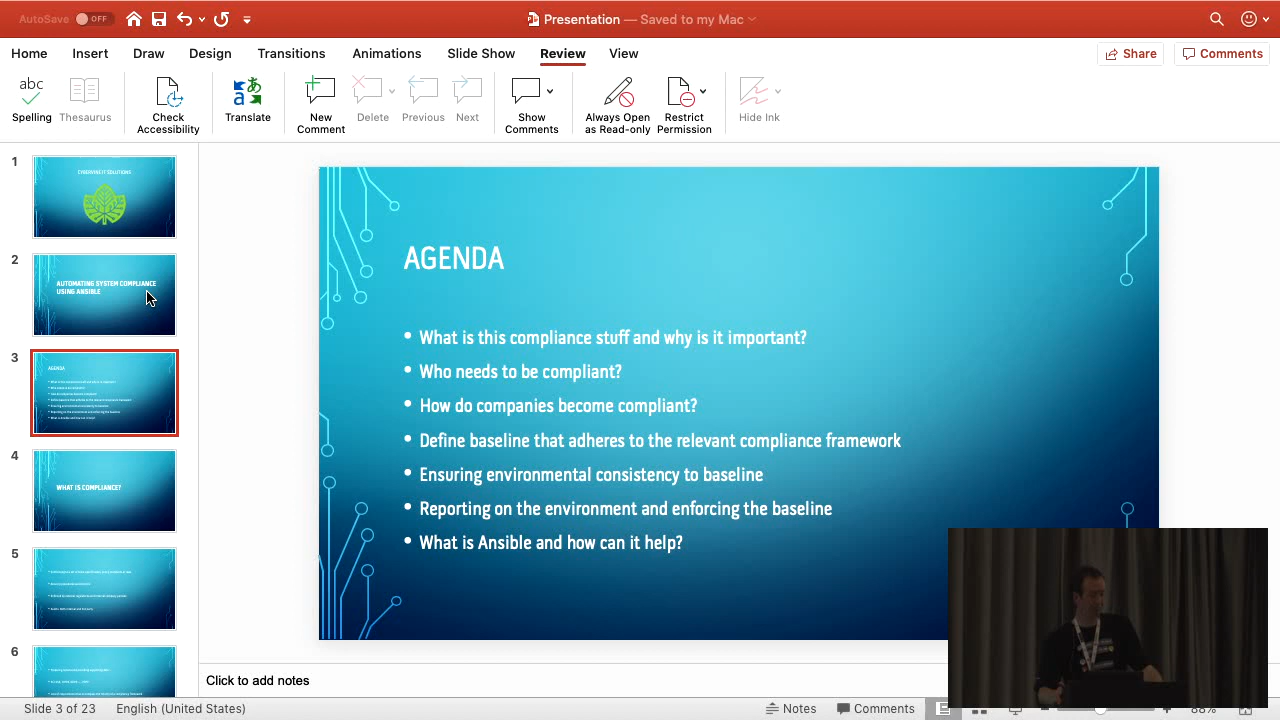 AutoSave OFF
Presentation — Saved to my Mac
Home Insert Draw Design Transitions Animations Slide Show Review View
Share Comments
abc
Spelling
Thesaurus
Check
Accessibility
Translate
New
Comment
Delete
Previous
Next
Show
Comments
Always Open
as Read-only
Restrict
Permission
Hide Ink
1
CYBERVINE IT SOLUTIONS
2
AUTOMATING SYSTEM COMPLIANCE
USING ANSIBLE
3
AGENDA
4
WHAT IS COMPLIANCE?
5
6
AGENDA
• What is this compliance stuff and why is it important?
• Who needs to be compliant?
• How do companies become compliant?
• Define baseline that adheres to the relevant compliance framework
• Ensuring environmental consistency to baseline
• Reporting on the environment and enforcing the baseline
• What is Ansible and how can it help?
Click to add notes
Slide 3 of 23
English (United States)
Notes
Comments
88%